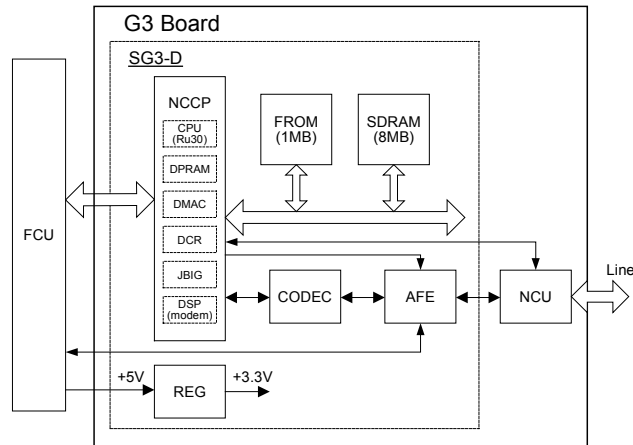 G3 Board
SG3-D
NCCP
CPU
(Ru30)
DPRAM
DMAC
DCR
JBIG
DSP
(modem)
FROM
(1MB)
SDRAM
(8MB)
FCU
CODEC
AFE
NCU
Line
+5V
REG
+3.3V